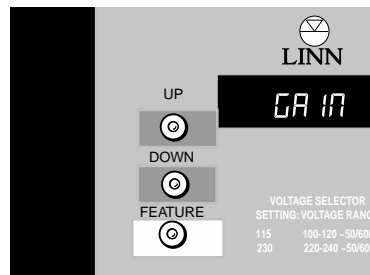 LINN
UP
GAIN
DOWN
FEATURE
VOLTAGE SELECTOR
SETTING: VOLTAGE RANG
115 100-120 ~50/60
230 220-240 ~50/60